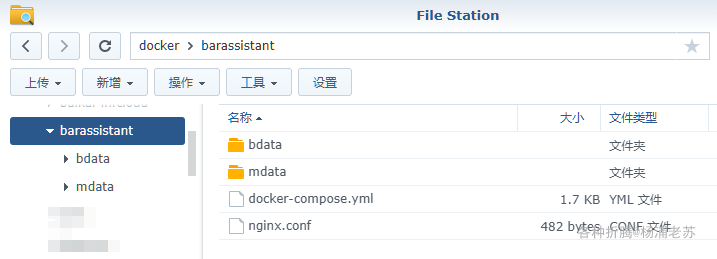 File Station
docker > barassistant
上传 新增 操作 工具 设置
barassistant
bdata
mdata
名称 大小 文件类型
bdata 文件夹
mdata 文件夹
docker-compose.yml 1.7 KB YML 文件
nginx.conf 482 bytes CONF 文件
各种折腾@杨浦老苏